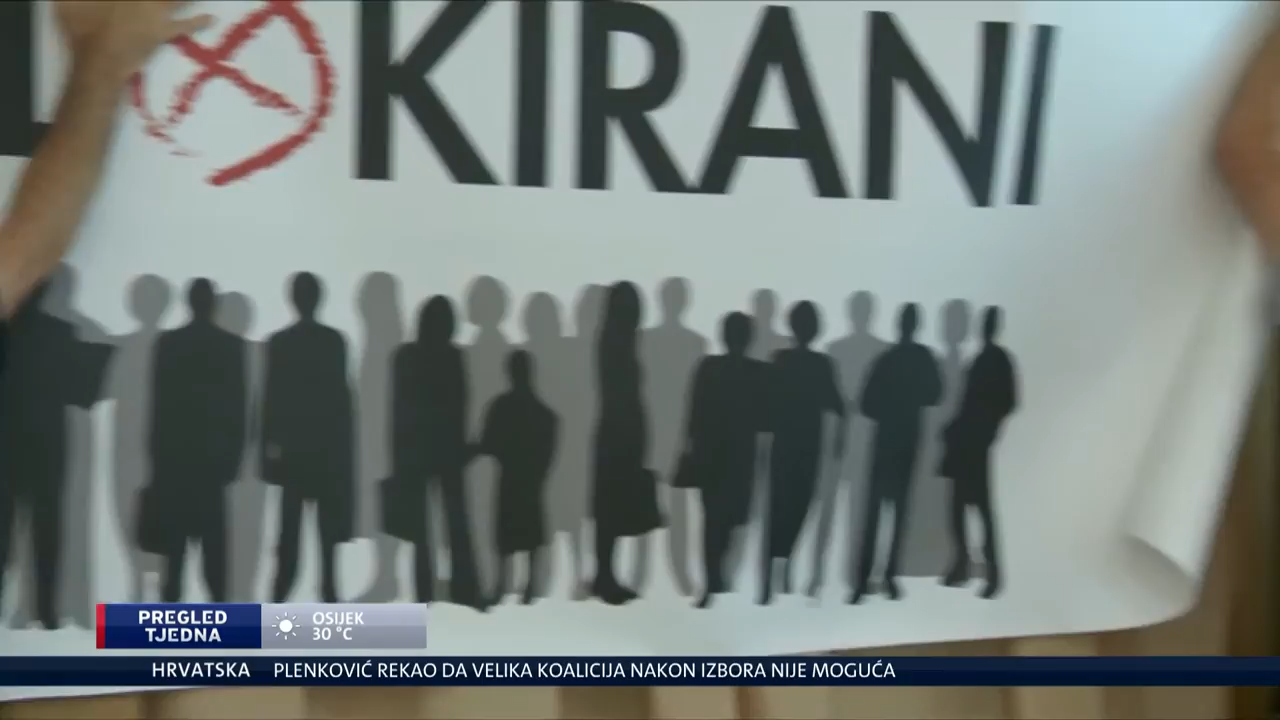 KIRANI
PREGLED
TJEDNA
OSIJEK
30 °C
HRVATSKA PLENKOVIĆ REKAO DA VELIKA KOALICIJA NAKON IZBORA NIJE MOGUĆA